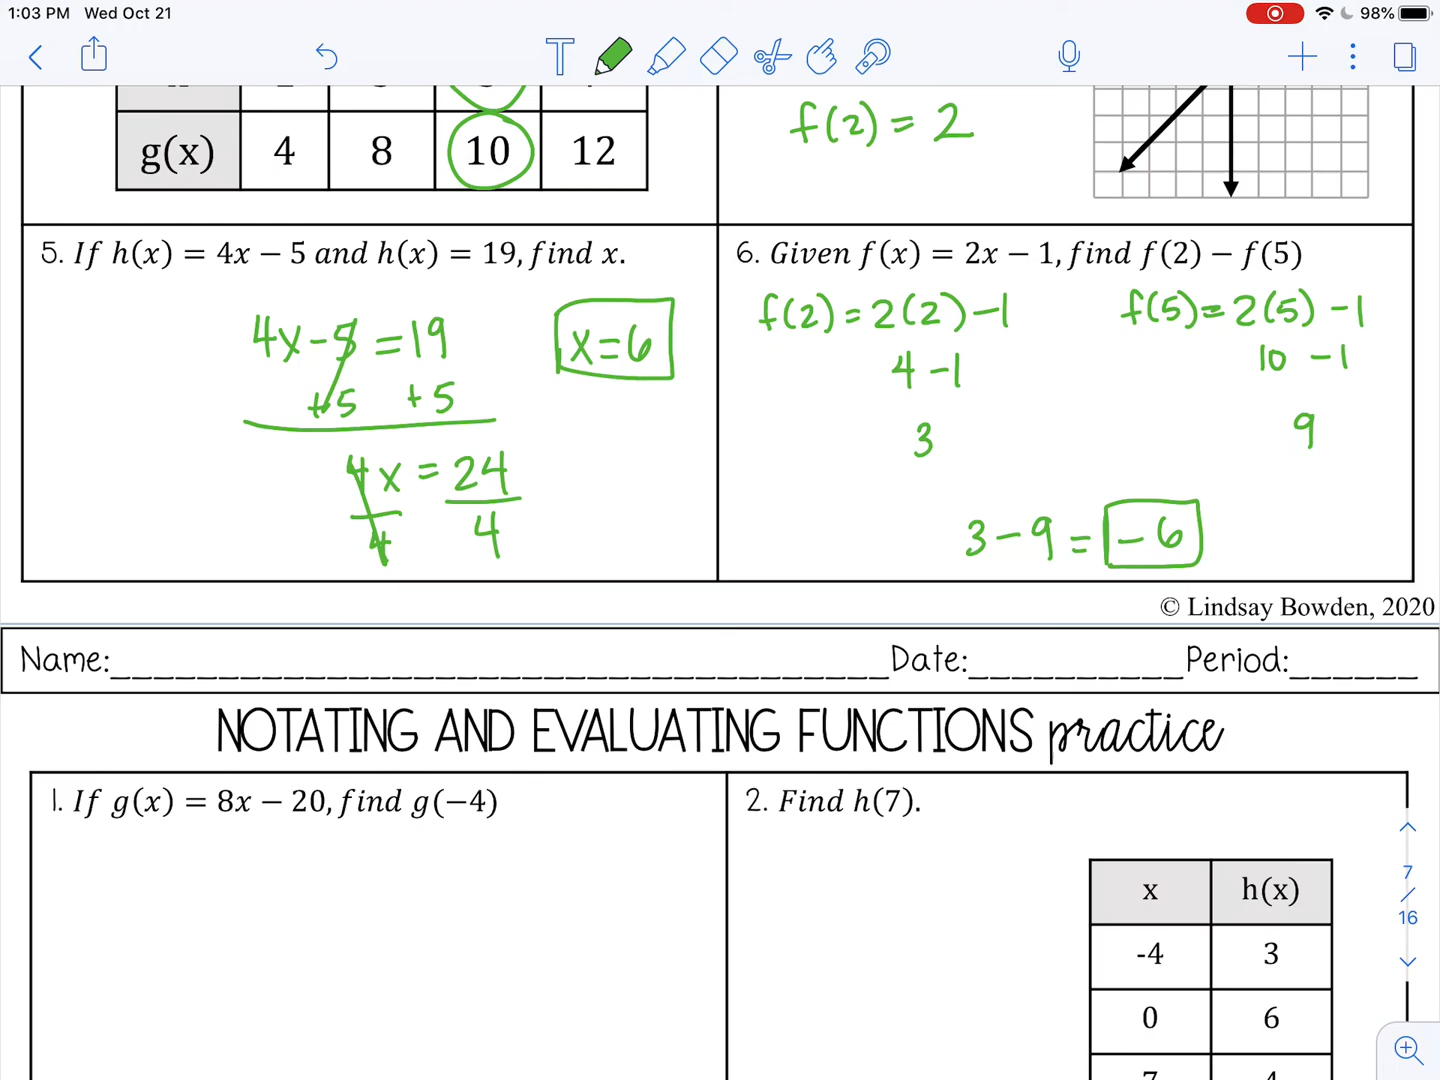 1:03 PM Wed Oct 21
98%
T
g(x) 4 8 10 12
f(2) = 2
5. If h(x) = 4x − 5 and h(x) = 19, find x.
4x − 5 = 19
+5 +5
4x = 24
4 4
x = 6
6. Given f(x) = 2x − 1, find f(2) − f(5)
f(2) = 2(2) − 1
4 − 1
3
f(5) = 2(5) − 1
10 − 1
9
3 − 9 = −6
© Lindsay Bowden, 2020
Name:____________________________________Date:__________Period:______
NOTATING AND EVALUATING FUNCTIONS practice
1. If g(x) = 8x − 20, find g(−4)
2. Find h(7).
x h(x)
-4 3
0 6
7
/
16